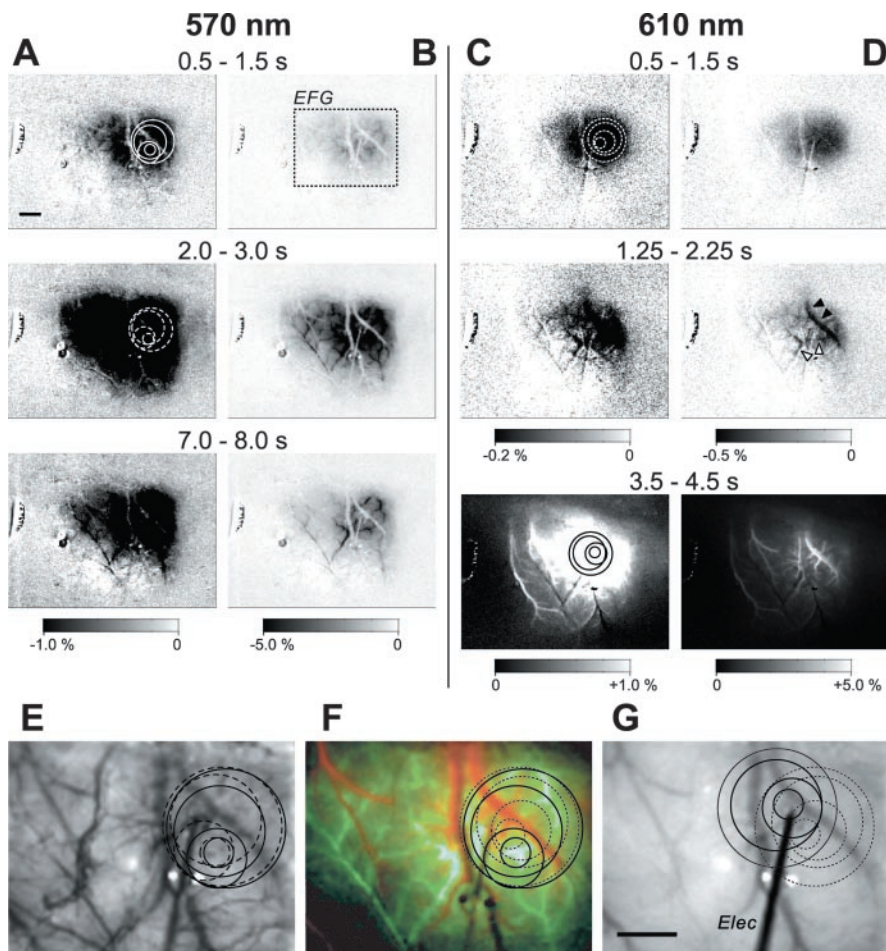 570 nm
610 nm
A
B
C
D
0.5 - 1.5 s
0.5 - 1.5 s
EFG
2.0 - 3.0 s
1.25 - 2.25 s
-0.2 % 0
-0.5 % 0
7.0 - 8.0 s
3.5 - 4.5 s
-1.0 % 0
-5.0 % 0
0 +1.0 %
0 +5.0 %
E
F
G
Elec